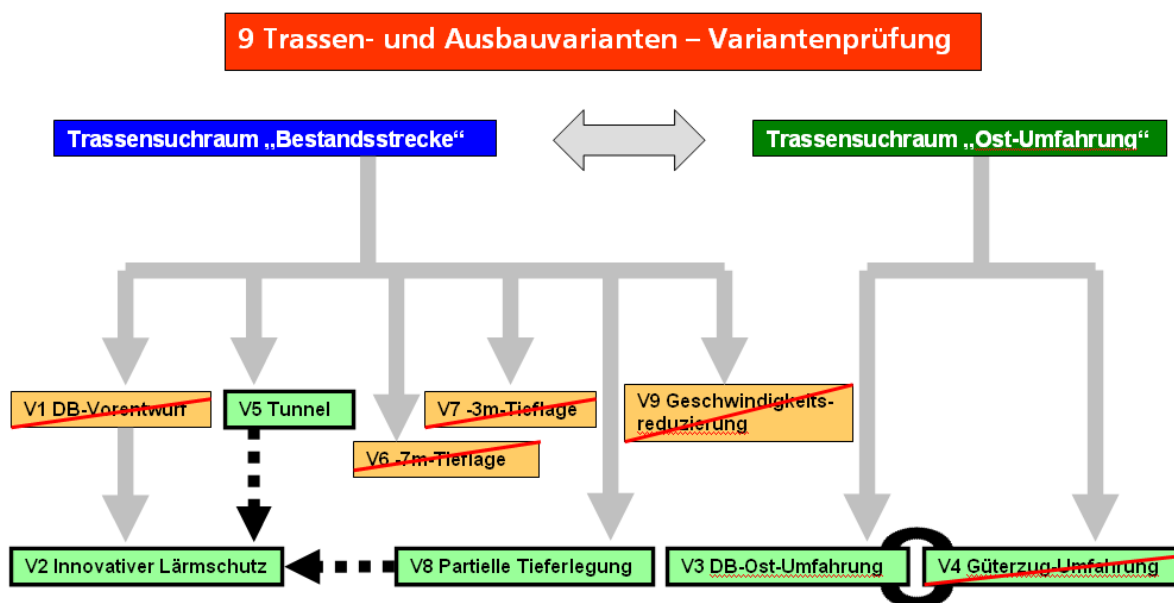 9 Trassen- und Ausbauvarianten – Variantenprüfung
Trassensuchraum „Bestandsstrecke“
Trassensuchraum „Ost-Umfahrung“
V1 DB-Vorentwurf
V5 Tunnel
V7 -3m-Tieflage
V9 Geschwindigkeits-
reduzierung
V6 -7m-Tieflage
V2 Innovativer Lärmschutz
V8 Partielle Tieferlegung
V3 DB-Ost-Umfahrung
V4 Güterzug-Umfahrung